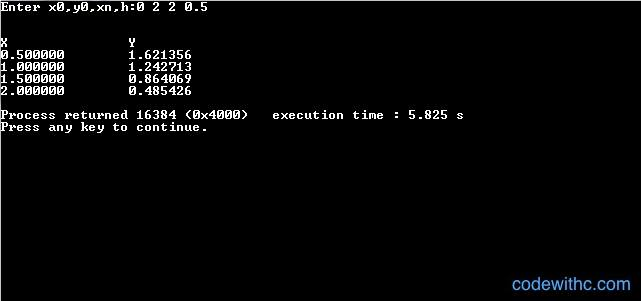 Enter x0,y0,xn,h:0 2 2 0.5
X Y
0.500000 1.621356
1.000000 1.242713
1.500000 0.864069
2.000000 0.485426
Process returned 16384 (0x4000) execution time : 5.825 s
Press any key to continue.
codewithc.com